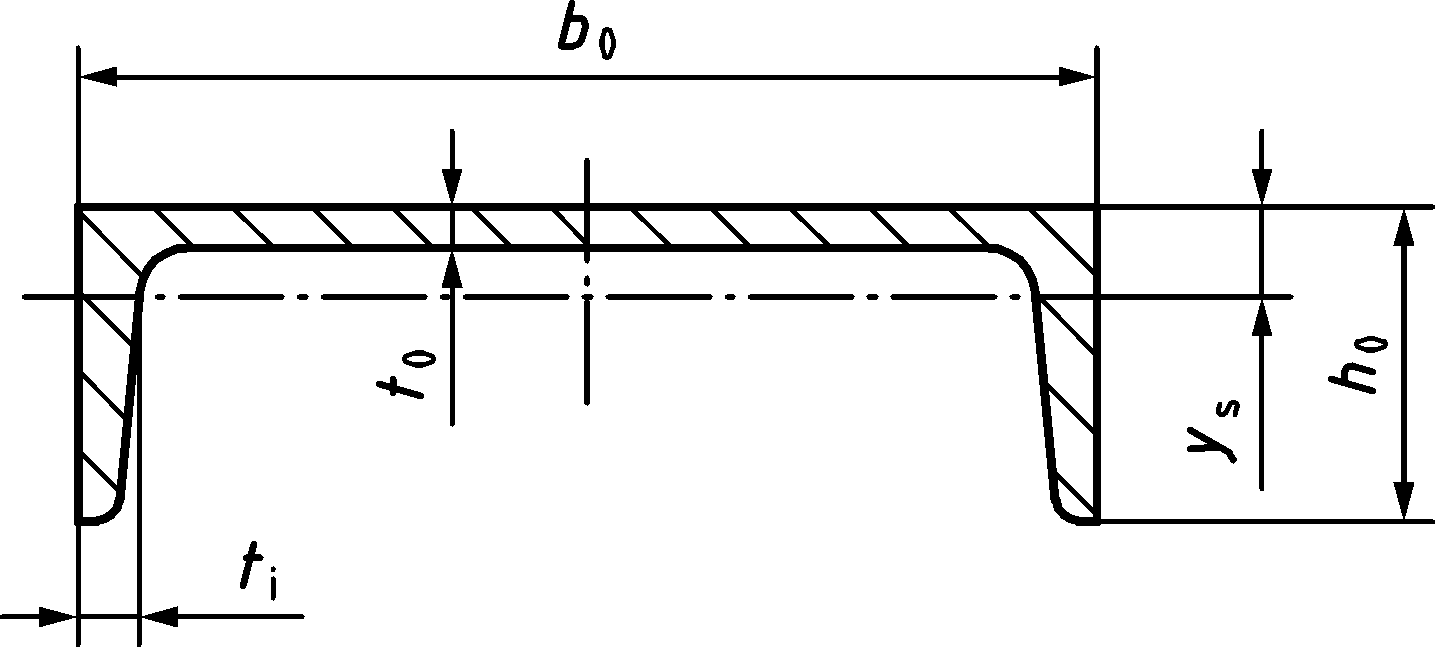 b₀
t₀
h₀
yₛ
tᵢ